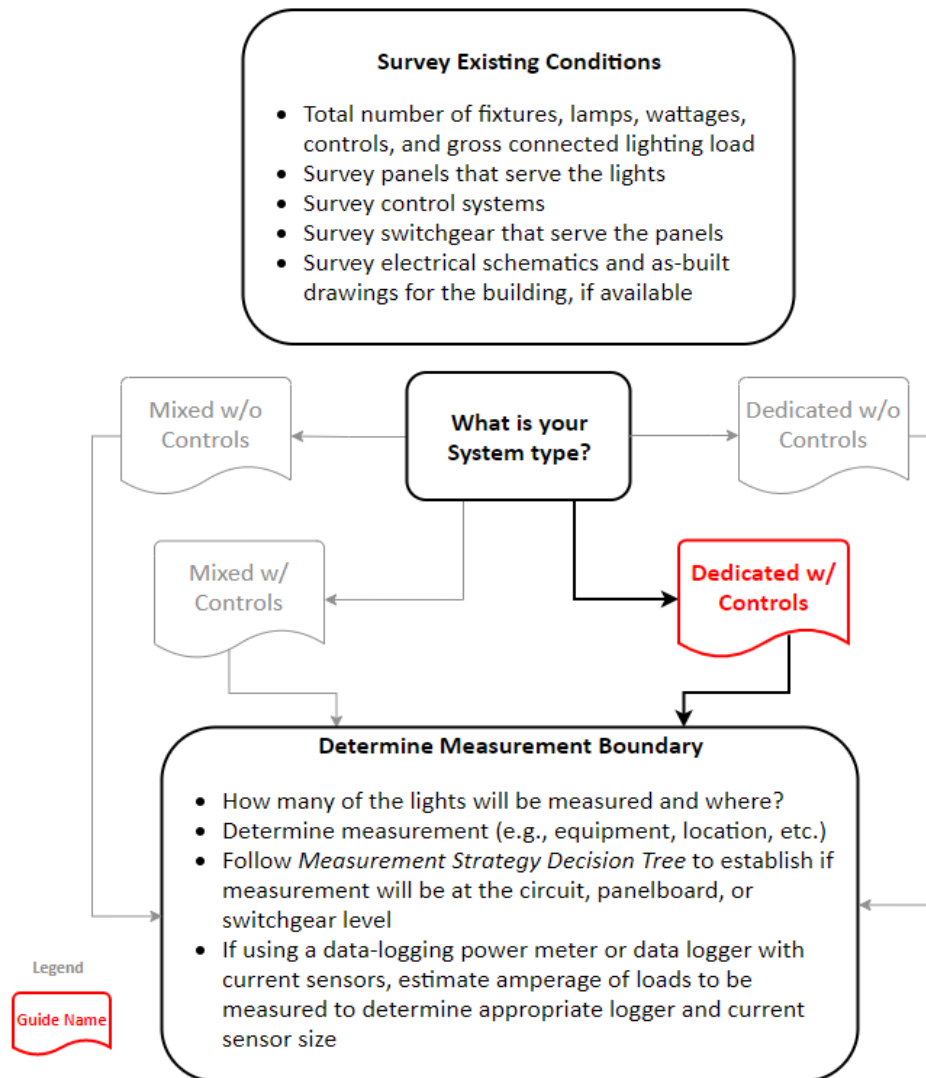 Survey Existing Conditions
• Total number of fixtures, lamps, wattages,
controls, and gross connected lighting load
• Survey panels that serve the lights
• Survey control systems
• Survey switchgear that serve the panels
• Survey electrical schematics and as-built
drawings for the building, if available
Mixed w/o
Controls
What is your
System type?
Dedicated w/o
Controls
Mixed w/
Controls
Dedicated w/
Controls
Determine Measurement Boundary
• How many of the lights will be measured and where?
• Determine measurement (e.g., equipment, location, etc.)
• Follow Measurement Strategy Decision Tree to establish if
measurement will be at the circuit, panelboard, or
switchgear level
• If using a data-logging power meter or data logger with
current sensors, estimate amperage of loads to be
measured to determine appropriate logger and current
sensor size
Legend
Guide Name